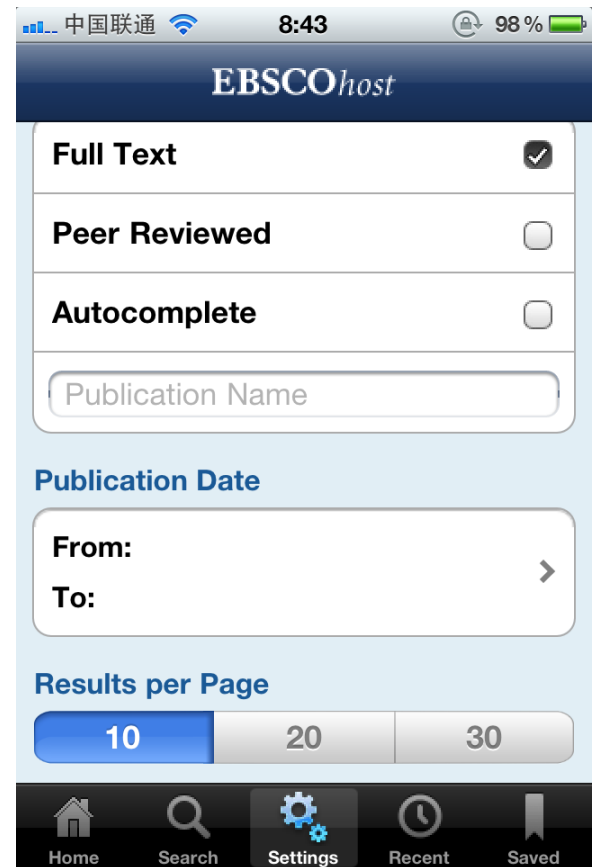 中国联通 8:43 98%
EBSCOhost
Full Text
Peer Reviewed
Autocomplete
Publication Name
Publication Date
From:
To:
Results per Page
10 20 30
Home Search Settings Recent Saved